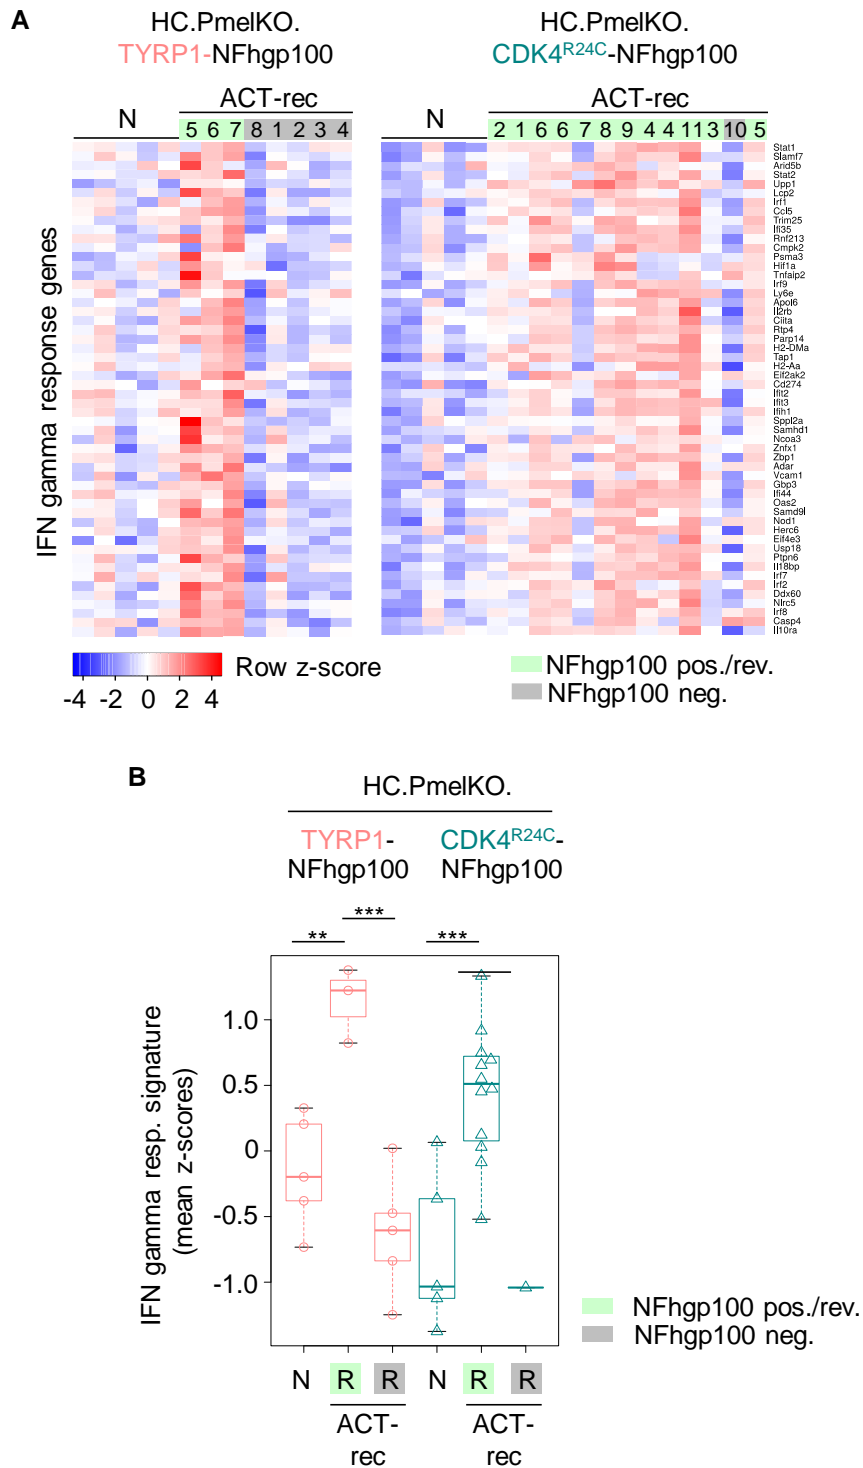 A
HC.PmelKO.
TYRP1-NFhgp100
HC.PmelKO.
CDK4R24C-NFhgp100
N
ACT-rec
5 6 7 8 1 2 3 4
N
ACT-rec
2 1 6 6 7 8 9 4 4 11 3 10 5
IFN gamma response genes
Stat1
Slamf7
Arid5b
Stat2
Upp1
Lcp2
Irf1
Ccl5
Trim25
Ifi35
Rnf213
Cmpk2
Psma3
Hif1a
Tnfaip2
Irf9
Ly6e
Apol6
Il2rb
Ciita
Rtp4
Parp14
H2-DMa
Tap1
H2-Aa
Eif2ak2
Cd274
Ifit2
Ifit3
Ifih1
Sppl2a
Samhd1
Ncoa3
Znfx1
Zbp1
Adar
Vcam1
Gbp3
Ifi44
Oas2
Samd9l
Nod1
Herc6
Eif4e3
Usp18
Ptpn6
Il18bp
Irf7
Irf2
Ddx60
Nlrc5
Irf8
Casp4
Il10ra
Row z-score
-4 -2 0 2 4
NFhgp100 pos./rev.
NFhgp100 neg.
B
HC.PmelKO.
TYRP1-
NFhgp100
CDK4R24C-
NFhgp100
***
**
***
IFN gamma resp. signature
(mean z-scores)
1.0
0.5
0
-0.5
-1.0
N R R N R R
ACT-
rec
ACT-
rec
NFhgp100 pos./rev.
NFhgp100 neg.